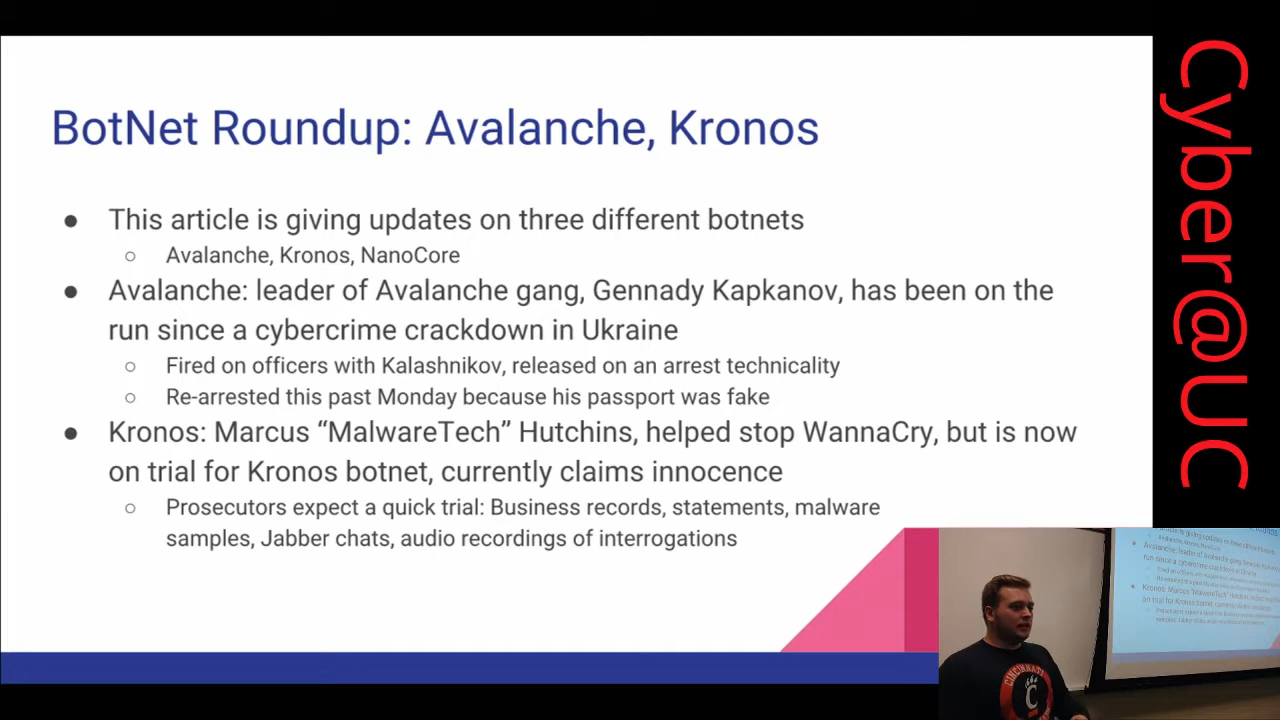 BotNet Roundup: Avalanche, Kronos
● This article is giving updates on three different botnets
○ Avalanche, Kronos, NanoCore
● Avalanche: leader of Avalanche gang, Gennady Kapkanov, has been on the
run since a cybercrime crackdown in Ukraine
○ Fired on officers with Kalashnikov, released on an arrest technicality
○ Re-arrested this past Monday because his passport was fake
● Kronos: Marcus “MalwareTech” Hutchins, helped stop WannaCry, but is now
on trial for Kronos botnet, currently claims innocence
○ Prosecutors expect a quick trial: Business records, statements, malware
samples, Jabber chats, audio recordings of interrogations
Cyber@UC
CINCINNATI
C